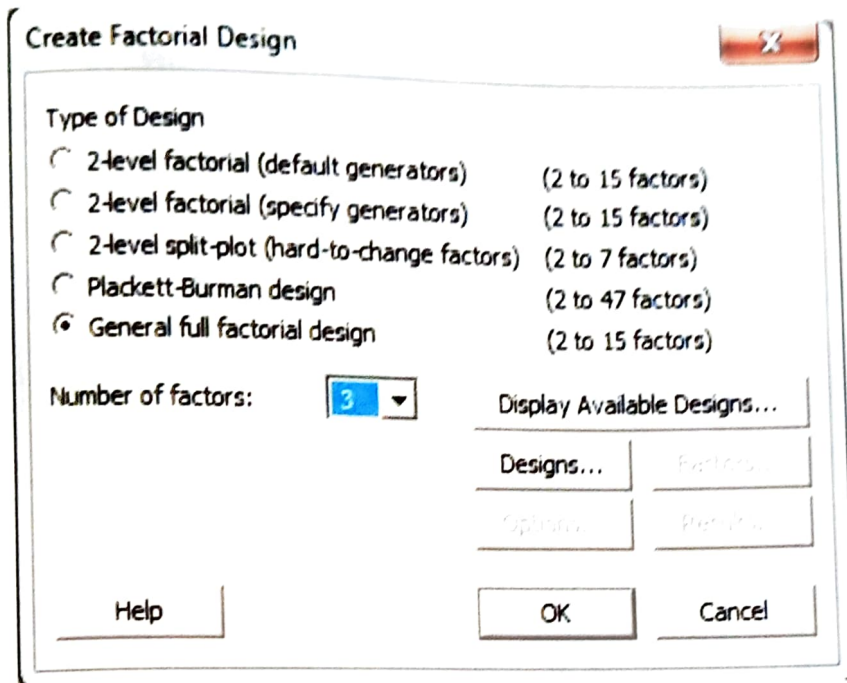 Create Factorial Design
Type of Design
2-level factorial (default generators) (2 to 15 factors)
2-level factorial (specify generators) (2 to 15 factors)
2-level split-plot (hard-to-change factors) (2 to 7 factors)
Plackett-Burman design (2 to 47 factors)
General full factorial design (2 to 15 factors)
Number of factors: 3 Display Available Designs...
Designs... Factors...
Options... Results...
Help OK Cancel